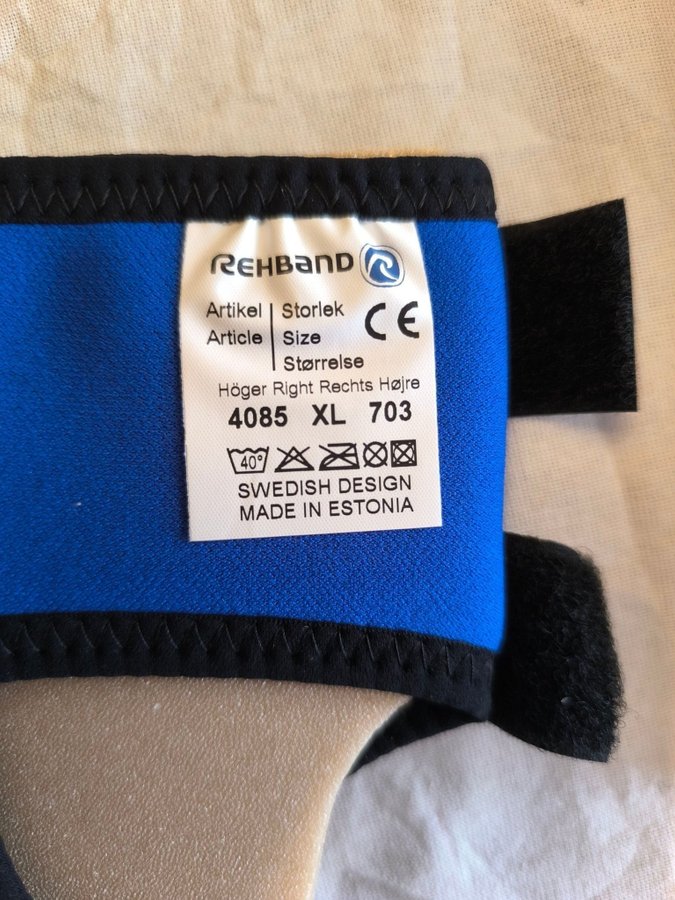 REHBAND
Artikel Storlek
Article Size
Størrelse
CE
Höger Right Rechts Højre
4085 XL 703
40°
SWEDISH DESIGN
MADE IN ESTONIA